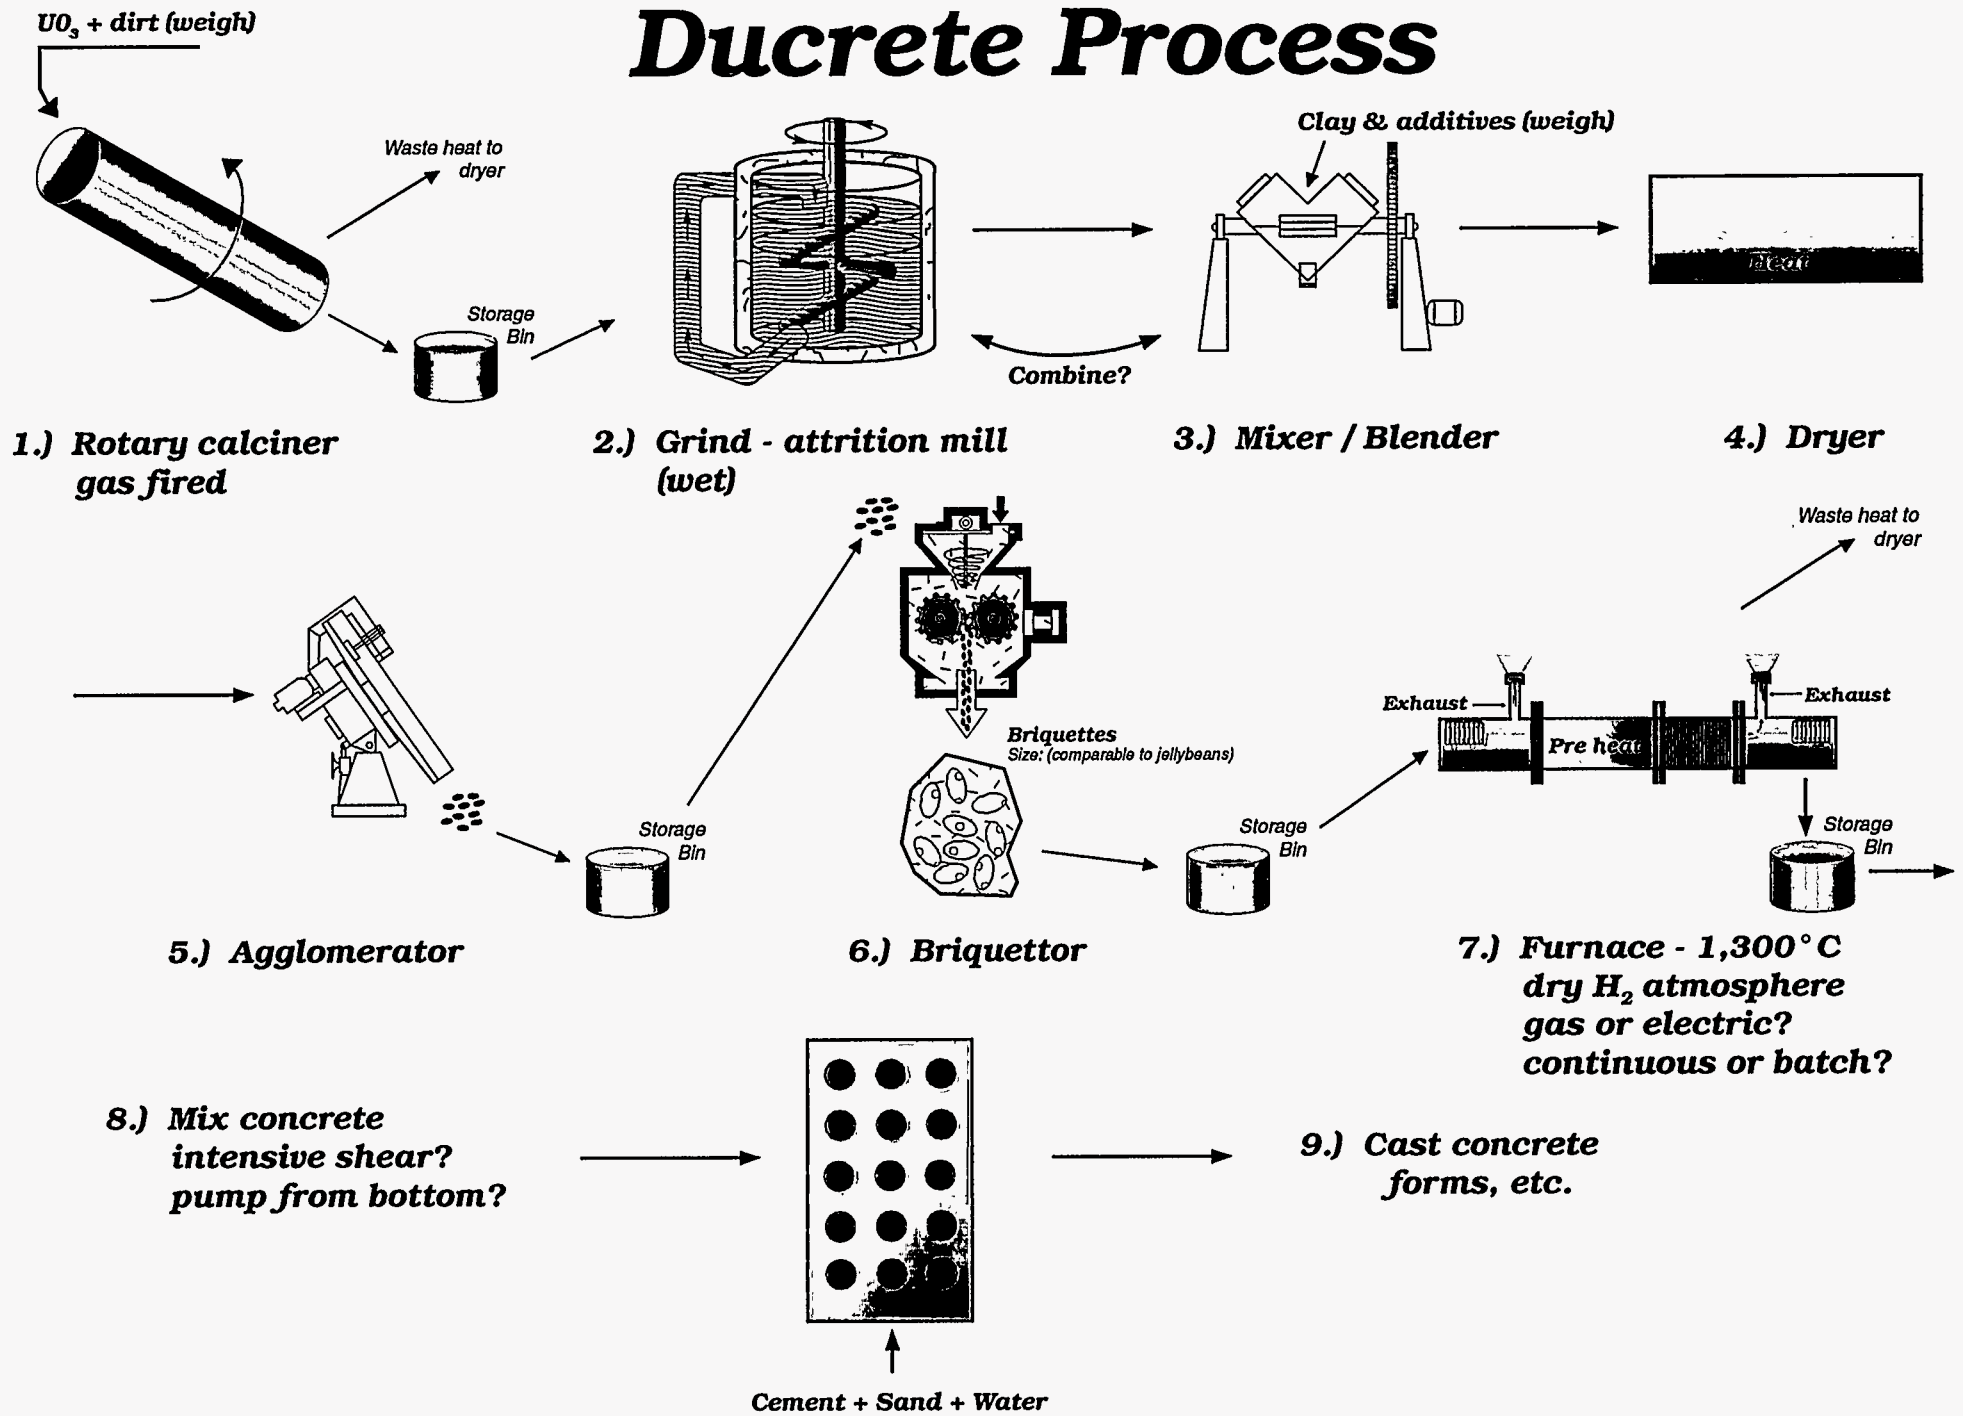 Ducrete Process
UO₃ + dirt (weigh)
Waste heat to
dryer
Storage
Bin
1.) Rotary calciner
gas fired
2.) Grind - attrition mill
(wet)
Combine?
Clay & additives (weigh)
3.) Mixer / Blender
Heat
4.) Dryer
5.) Agglomerator
Storage
Bin
Briquettes
Size: (comparable to jellybeans)
6.) Briquettor
Storage
Bin
Waste heat to
dryer
Exhaust
Exhaust
Pre heat
Storage
Bin
7.) Furnace - 1,300°C
dry H₂ atmosphere
gas or electric?
continuous or batch?
8.) Mix concrete
intensive shear?
pump from bottom?
Cement + Sand + Water
9.) Cast concrete
forms, etc.